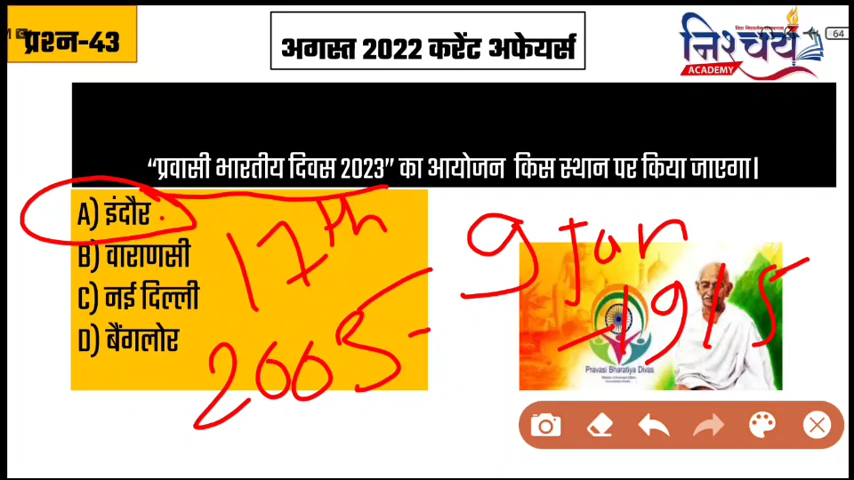 प्रश्न-43
अगस्त 2022 करेंट अफेयर्स
निश्चय
ACADEMY
64
“प्रवासी भारतीय दिवस 2023” का आयोजन किस स्थान पर किया जाएगा।
A) इंदौर
B) वाराणसी
C) नई दिल्ली
D) बैंगलोर
17th
2005-
9 Jan
-1915
Pravasi Bharatiya Divas